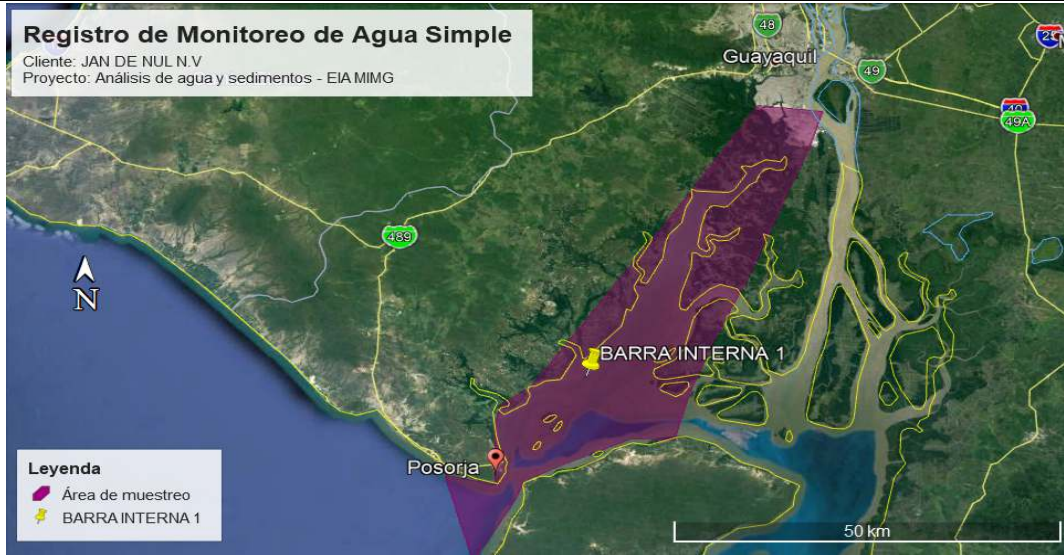 Registro de Monitoreo de Agua Simple
Cliente: JAN DE NUL N.V
Proyecto: Análisis de agua y sedimentos - EIA MIMG
48
Guayaquil
49
49A
489
N
BARRA INTERNA 1
Posorja
Leyenda
Área de muestreo
BARRA INTERNA 1
50 km